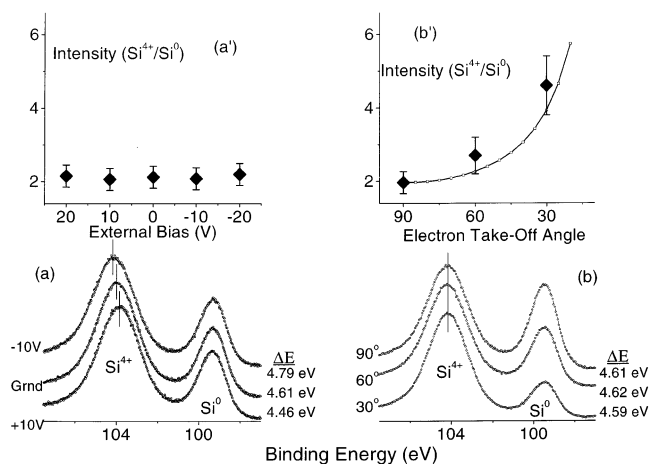 6
4
2
Intensity (Si⁴⁺/Si⁰)
(a')
20 10 0 -10 -20
External Bias (V)
6
4
2
(b')
Intensity (Si⁴⁺/Si⁰)
90 60 30
Electron Take-Off Angle
(a)
-10V
Grnd
+10V
Si⁴⁺
Si⁰
ΔE
4.79 eV
4.61 eV
4.46 eV
104 100
(b)
90°
60°
30°
Si⁴⁺
Si⁰
ΔE
4.61 eV
4.62 eV
4.59 eV
104 100
Binding Energy (eV)